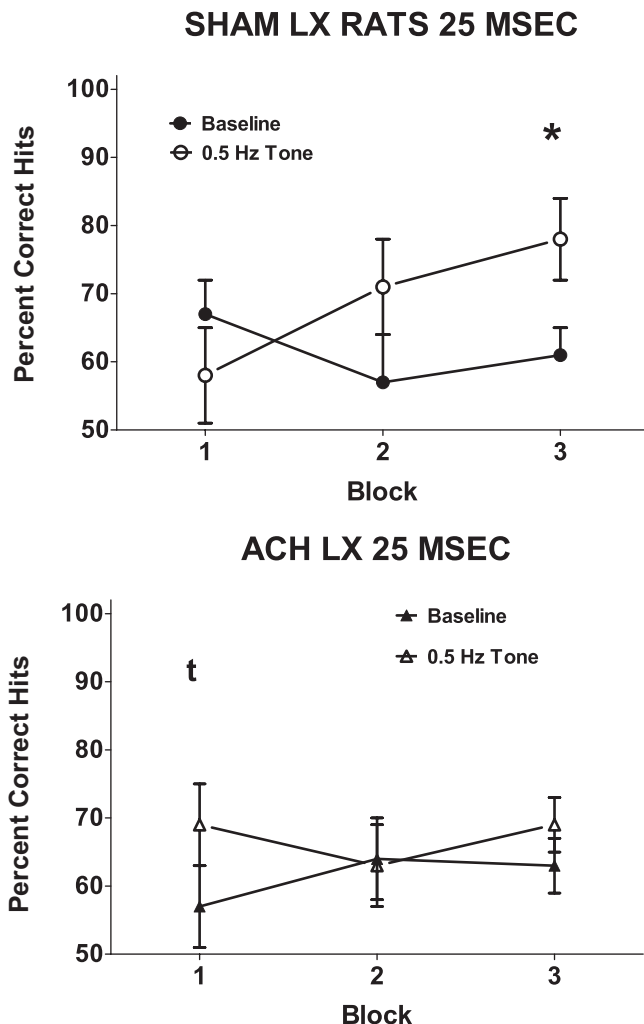 SHAM LX RATS 25 MSEC
100
90
80
70
60
50
Percent Correct Hits
Baseline
0.5 Hz Tone
*
1 2 3
Block
ACH LX 25 MSEC
100
90
80
70
60
50
Percent Correct Hits
Baseline
0.5 Hz Tone
t
1 2 3
Block